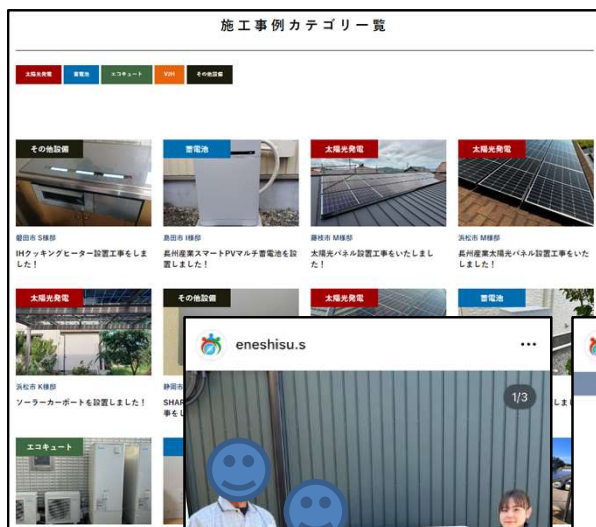 施工事例カテゴリ一覧
太陽光発電
蓄電池
エコキュート
V2H
その他設備
その他設備
蓄電池
太陽光発電
太陽光発電
磐田市 S様邸
IHクッキングヒーター設置工事をしま
した!
島田市 I様邸
長州産業スマートPVマルチ蓄電池を設
置しました!
藤枝市 M様邸
太陽光パネル設置工事をいたしまし
た!
浜松市 M様邸
長州産業太陽光パネル設置工事をいた
しました!
太陽光発電
その他設備
太陽光発電
蓄電池
浜松市 K様邸
ソーラーカーポートを設置しました!
静岡市
SHAR
事をし
しまし
エコキュート
eneshisu.s
1/3